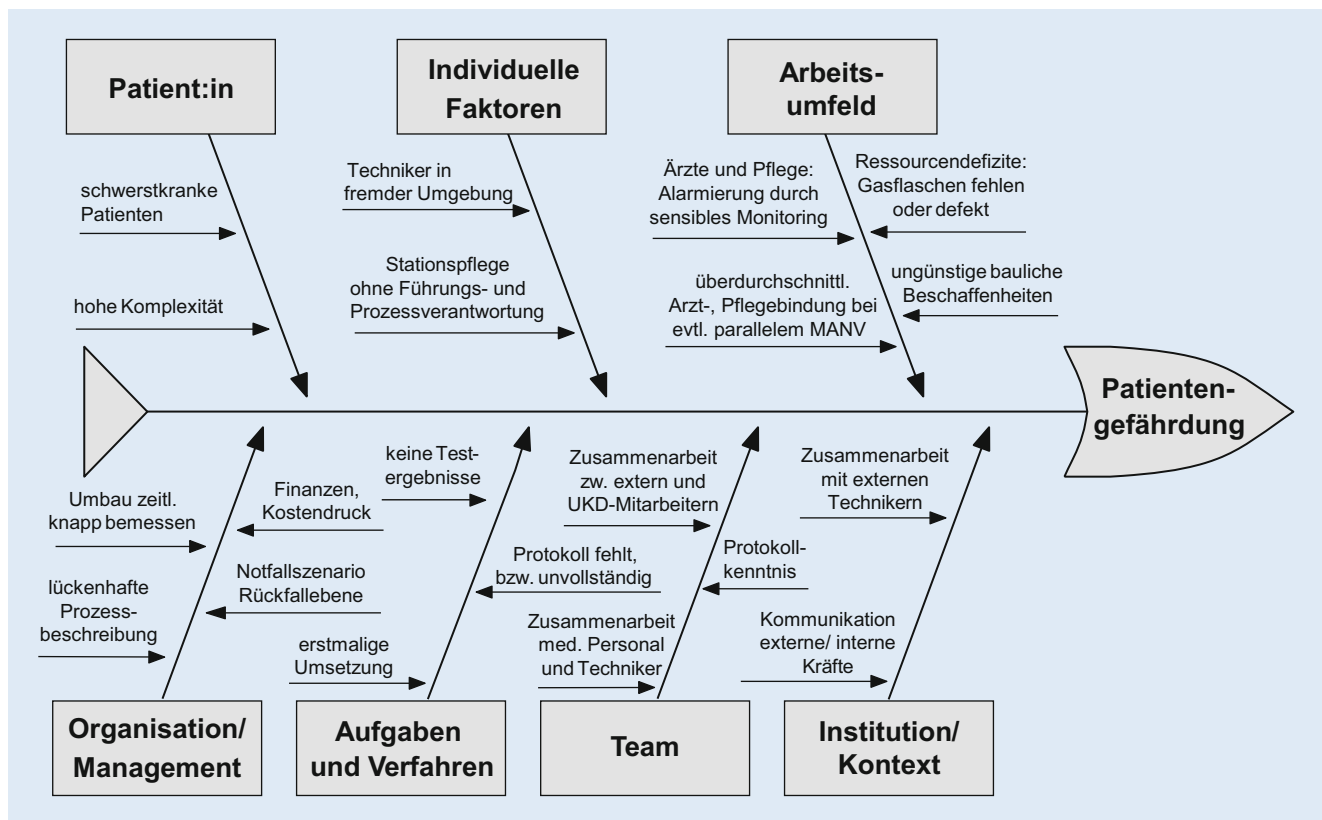 Patient:in
Individuelle
Faktoren
Arbeits-
umfeld
schwerstkranke
Patienten
hohe Komplexität
Techniker in
fremder Umgebung
Stationspflege
ohne Führungs- und
Prozessverantwortung
Ärzte und Pflege:
Alarmierung durch
sensibles Monitoring
überdurchschnittl.
Arzt-, Pflegebindung bei
evtl. parallelem MANV
Ressourcendefizite:
Gasflaschen fehlen
oder defekt
ungünstige bauliche
Beschaffenheiten
Patienten-
gefährdung
Umbau zeitl.
knapp bemessen
lückenhafte
Prozess-
beschreibung
Finanzen,
Kostendruck
Notfallszenario
Rückfallebene
keine Test-
ergebnisse
erstmalige
Umsetzung
Protokoll fehlt,
bzw. unvollständig
Zusammenarbeit
zw. extern und
UKD-Mitarbeitern
Zusammenarbeit
med. Personal
und Techniker
Protokoll-
kenntnis
Zusammenarbeit
mit externen
Technikern
Kommunikation
externe/ interne
Kräfte
Organisation/
Management
Aufgaben
und Verfahren
Team
Institution/
Kontext